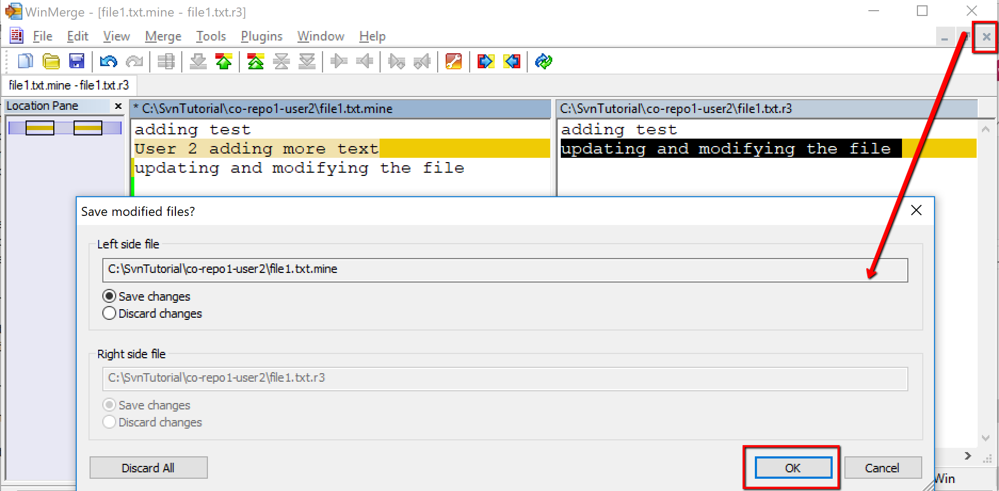 WinMerge - [file1.txt.mine - file1.txt.r3]
File Edit View Merge Tools Plugins Window Help
file1.txt.mine - file1.txt.r3
Location Pane
* C:\SvnTutorial\co-repo1-user2\file1.txt.mine
C:\SvnTutorial\co-repo1-user2\file1.txt.r3
adding test
User 2 adding more text
updating and modifying the file
adding test
updating and modifying the file
Save modified files?
Left side file
C:\SvnTutorial\co-repo1-user2\file1.txt.mine
Save changes
Discard changes
Right side file
C:\SvnTutorial\co-repo1-user2\file1.txt.r3
Save changes
Discard changes
Discard All
OK
Cancel
Win